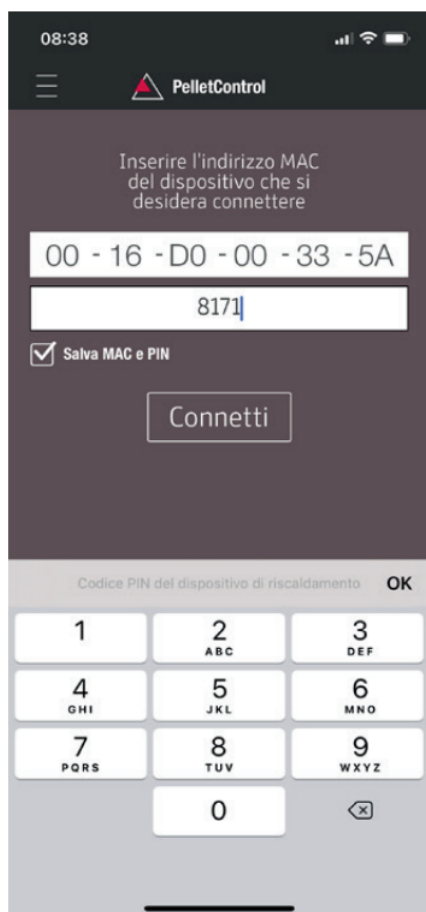 08:38
PelletControl
Inserire l'indirizzo MAC
del dispositivo che si
desidera connettere
00 - 16 - D0 - 00 - 33 - 5A
8171
Salva MAC e PIN
Connetti
Codice PIN del dispositivo di riscaldamento OK
1 2 3
ABC DEF
4 5 6
GHI JKL MNO
7 8 9
PQRS TUV WXYZ
0